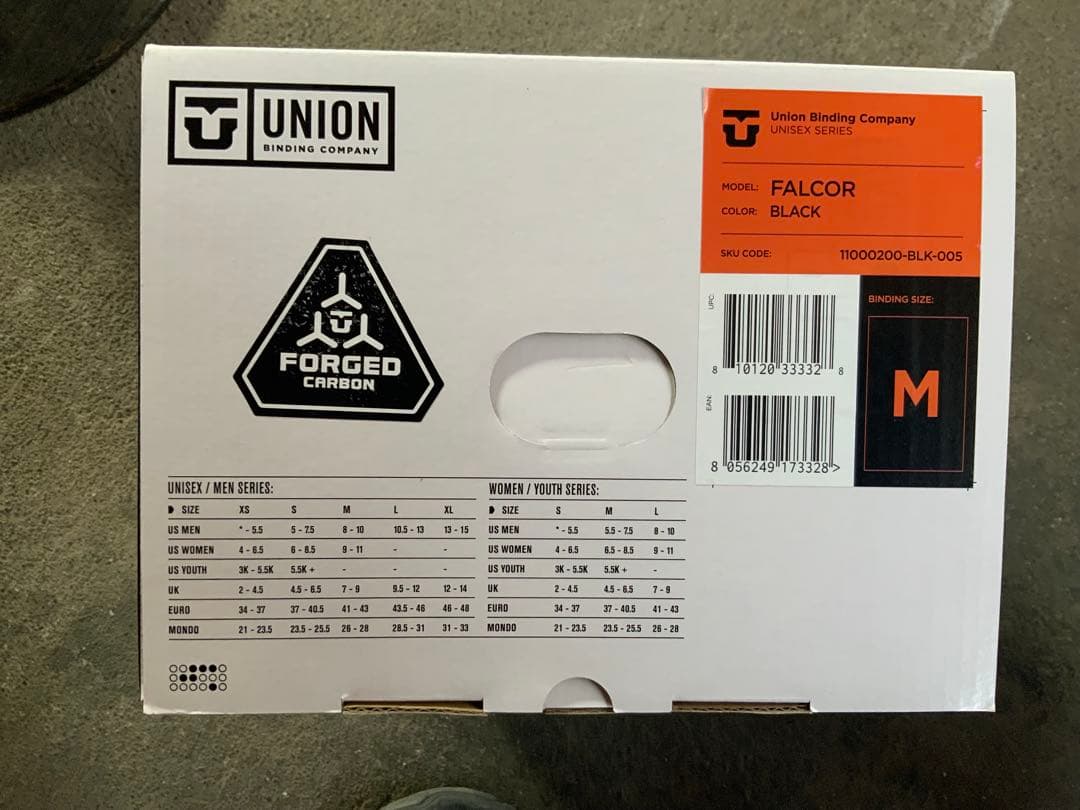 UNION
BINDING COMPANY
Union Binding Company
UNISEX SERIES
MODEL: FALCOR
COLOR: BLACK
SKU CODE: 11000200-BLK-005
UPC:
8 10120 33332 8
EAN:
8 056249 173328 >
BINDING SIZE:
M
FORGED
CARBON
UNISEX / MEN SERIES:
SIZE XS S M L XL
US MEN * - 5.5 5 - 7.5 8 - 10 10.5 - 13 13 - 15
US WOMEN 4 - 6.5 6 - 8.5 9 - 11 - -
US YOUTH 3K - 5.5K 5.5K + - - -
UK 2 - 4.5 4.5 - 6.5 7 - 9 9.5 - 12 12 - 14
EURO 34 - 37 37 - 40.5 41 - 43 43.5 - 46 46 - 48
MONDO 21 - 23.5 23.5 - 25.5 26 - 28 28.5 - 31 31 - 33
WOMEN / YOUTH SERIES:
SIZE S M L
US MEN * - 5.5 5.5 - 7.5 8 - 10
US WOMEN 4 - 6.5 6.5 - 8.5 9 - 11
US YOUTH 3K - 5.5K 5.5K + -
UK 2 - 4.5 4.5 - 6.5 7 - 9
EURO 34 - 37 37 - 40.5 41 - 43
MONDO 21 - 23.5 23.5 - 25.5 26 - 28